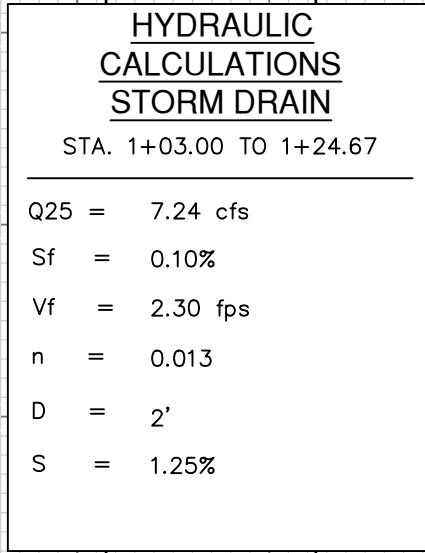 HYDRAULIC
CALCULATIONS
STORM DRAIN
STA. 1+03.00 TO 1+24.67
Q25 = 7.24 cfs
Sf = 0.10%
Vf = 2.30 fps
n = 0.013
D = 2'
S = 1.25%